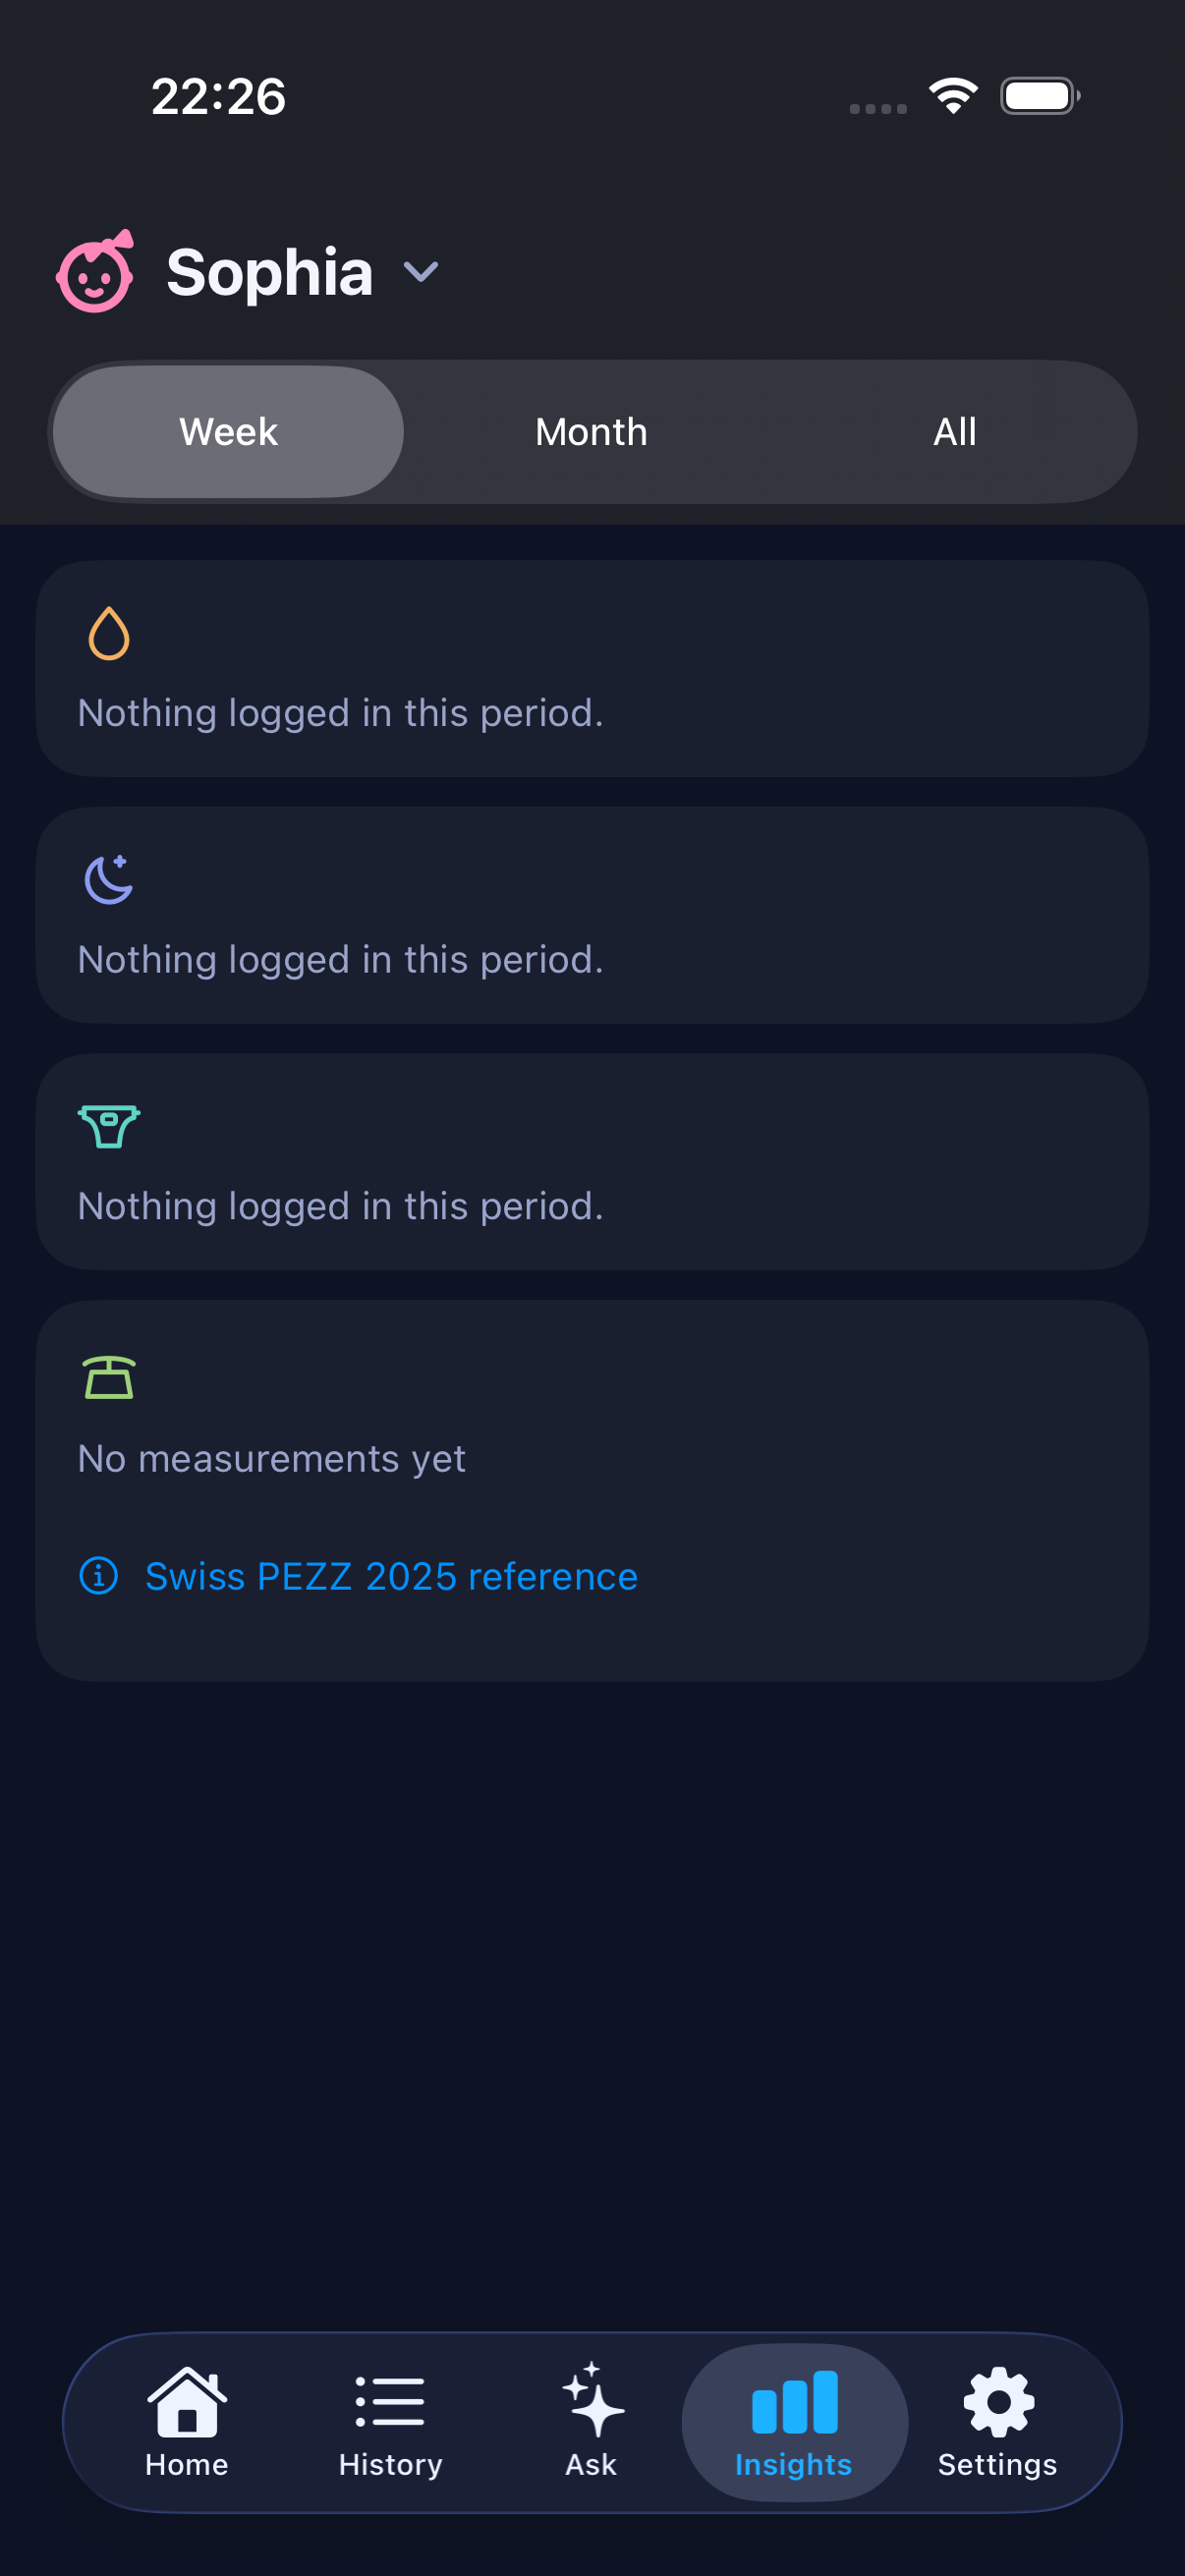 22:26
Sophia
Week Month All
Nothing logged in this period.
Nothing logged in this period.
Nothing logged in this period.
No measurements yet
Swiss PEZZ 2025 reference
Home History Ask Insights Settings